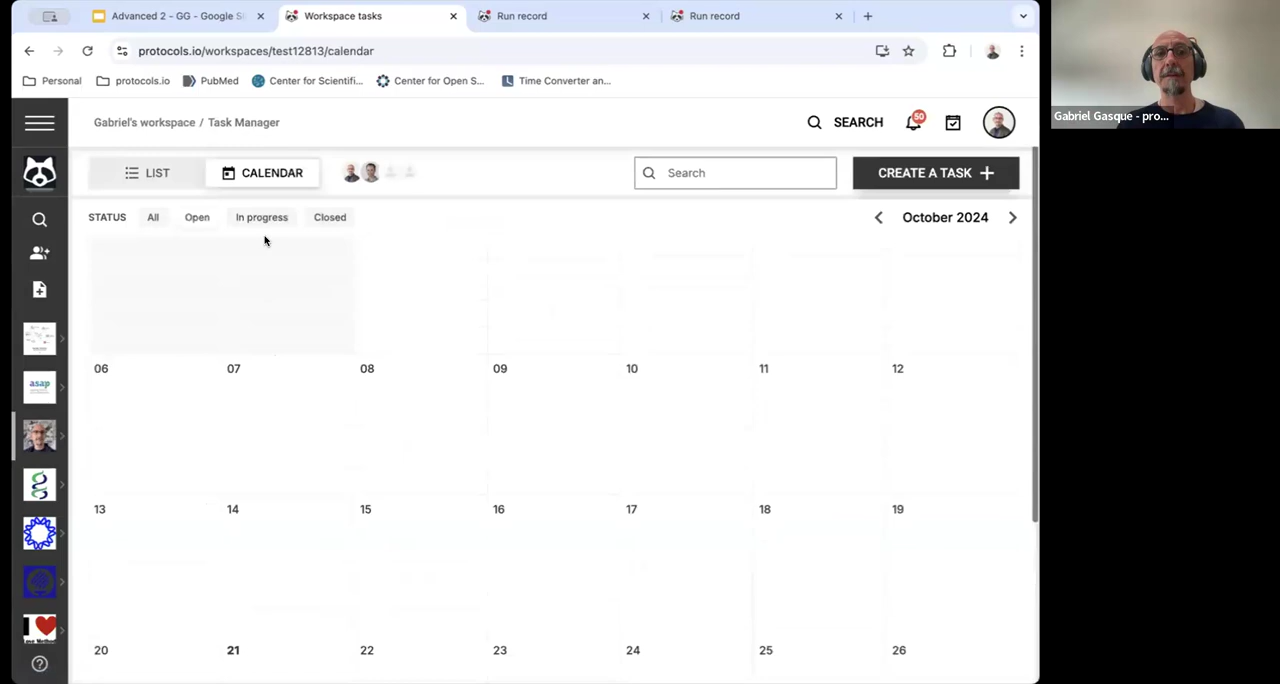 Advanced 2 - GG - Google S
Workspace tasks
Run record
Run record
protocols.io/workspaces/test12813/calendar
Personal
protocols.io
PubMed
Center for Scientifi...
Center for Open S...
Time Converter an...
Gabriel Gasque - pro...
Gabriel's workspace / Task Manager
SEARCH
50
LIST
CALENDAR
Search
CREATE A TASK +
STATUS All Open In progress Closed
October 2024
06 07 08 09 10 11 12
13 14 15 16 17 18 19
20 21 22 23 24 25 26
asap
I